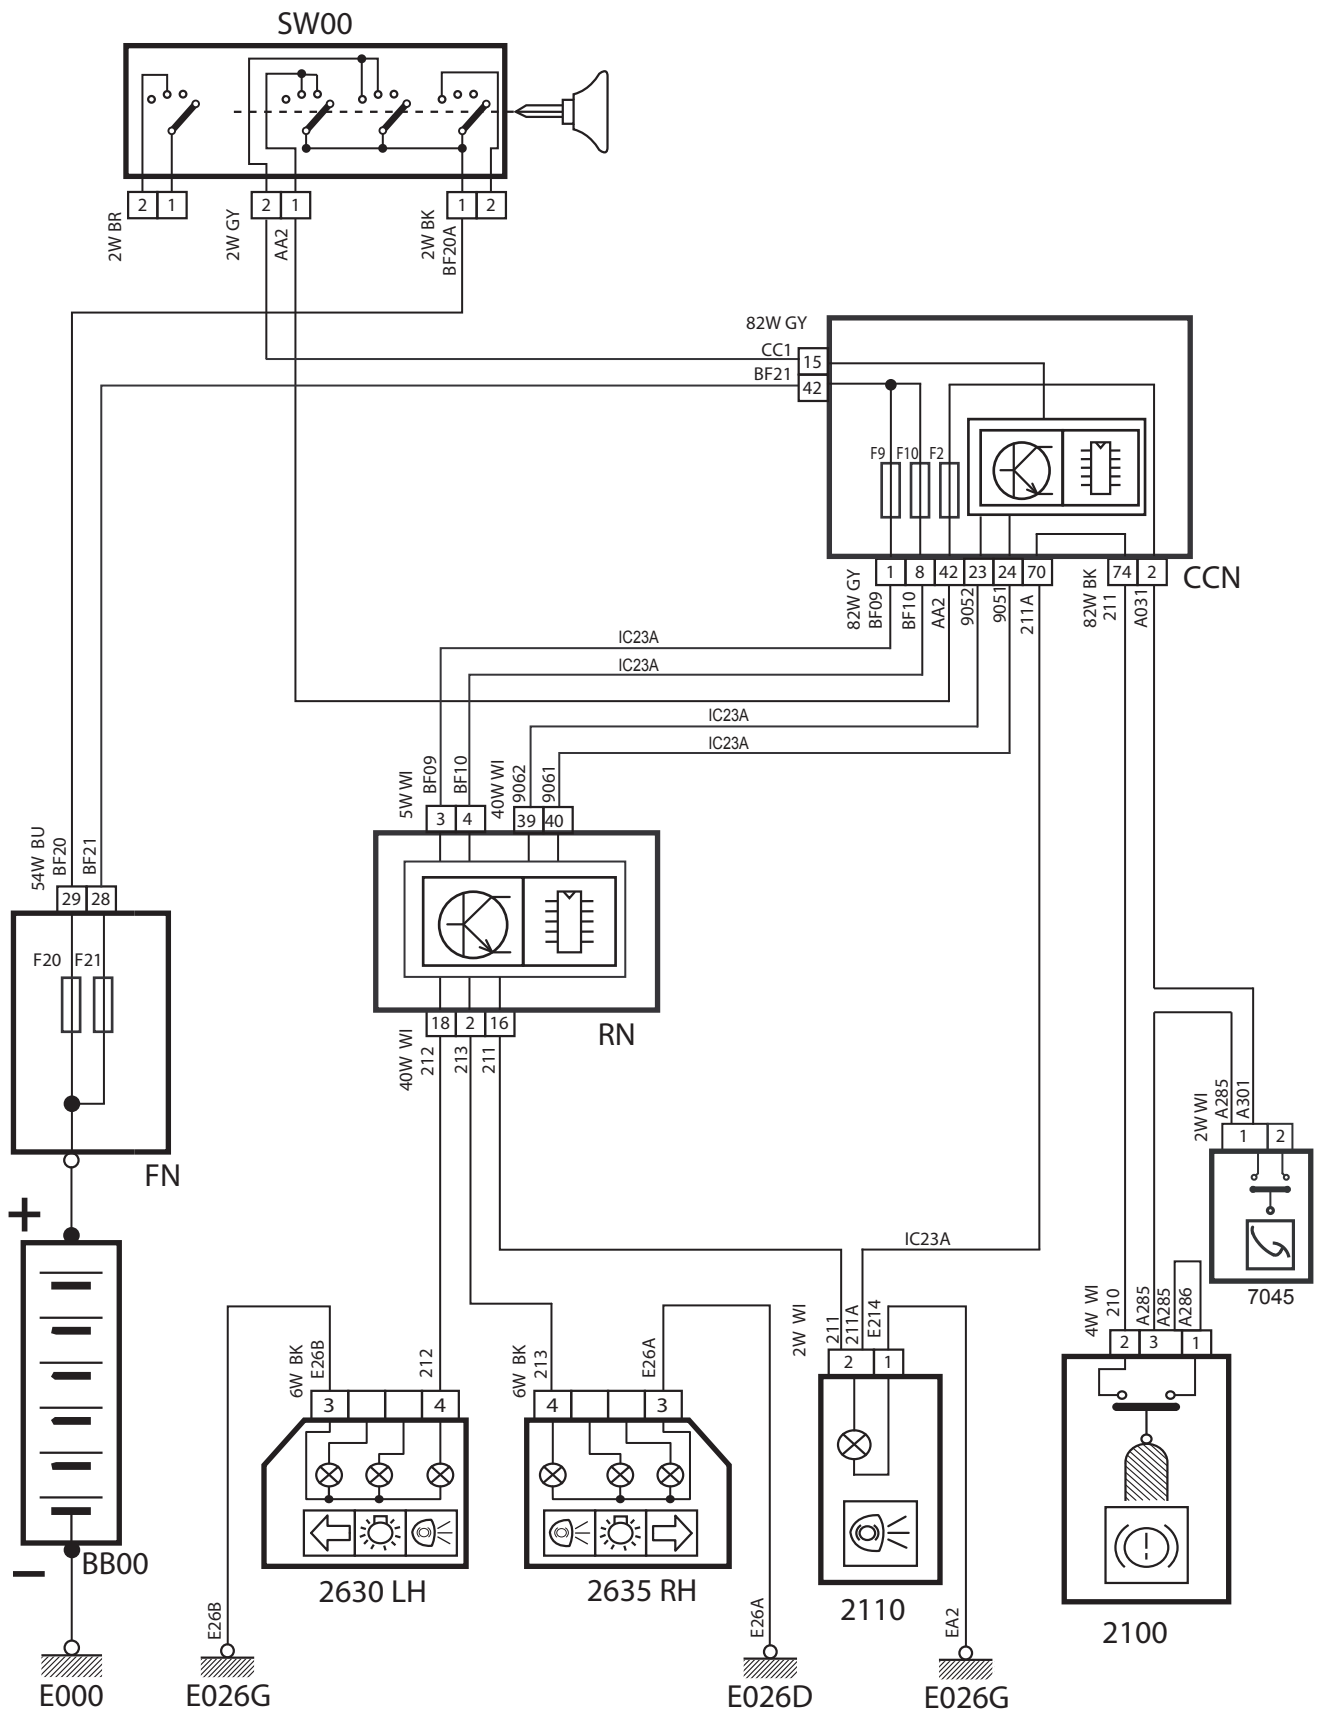 SW00
2 1
2 1
1 2
2W BR
2W GY
AA2
2W BK
BF20A
82W GY
CC1
15
BF21
42
F9 F10 F2
1 8 42 23 24 70
74 2
CCN
82W GY
BF09
BF10
AA2
9052
9051
211A
82W BK
211
A031
IC23A
IC23A
IC23A
IC23A
5W WI
BF09
BF10
40W WI
9062
9061
3 4
39 40
54W BU
BF20
BF21
29 28
F20 F21
FN
RN
18 2 16
40W WI
212
213
211
2W WI
A285
A301
1 2
7045
+
IC23A
2W WI
211
211A
E214
2 1
4W WI
210
A285
A285
A286
2 3 1
6W BK
E26B
212
3 4
6W BK
213
E26A
4 3
BB00
–
2630 LH
2635 RH
2110
2100
E26B
E26A
EA2
E000
E026G
E026D
E026G